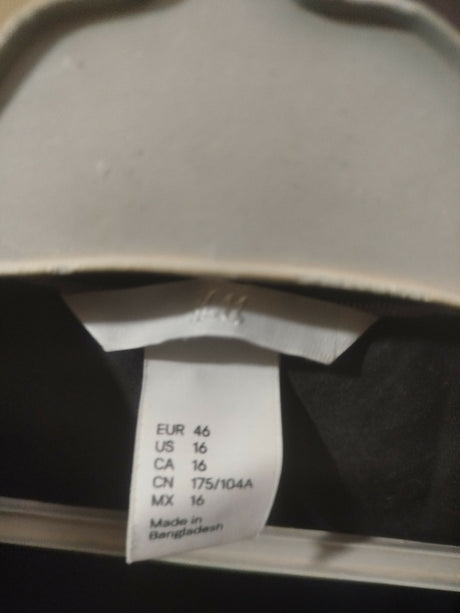 H&M
EUR 46
US 16
CA 16
CN 175/104A
MX 16
Made in
Bangladesh